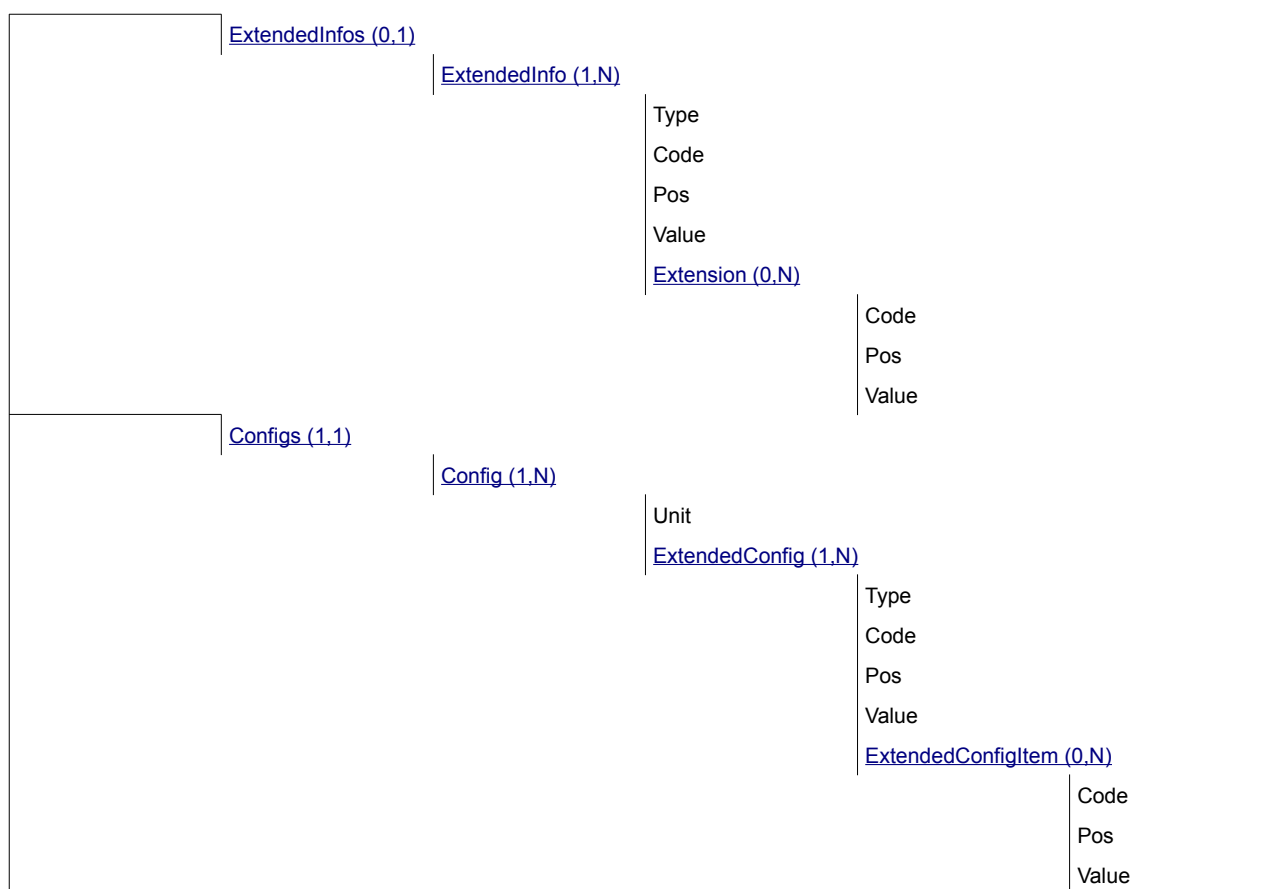 ExtendedInfos (0,1)
ExtendedInfo (1,N)
Type
Code
Pos
Value
Extension (0,N)
Code
Pos
Value
Configs (1,1)
Config (1,N)
Unit
ExtendedConfig (1,N)
Type
Code
Pos
Value
ExtendedConfigItem (0,N)
Code
Pos
Value